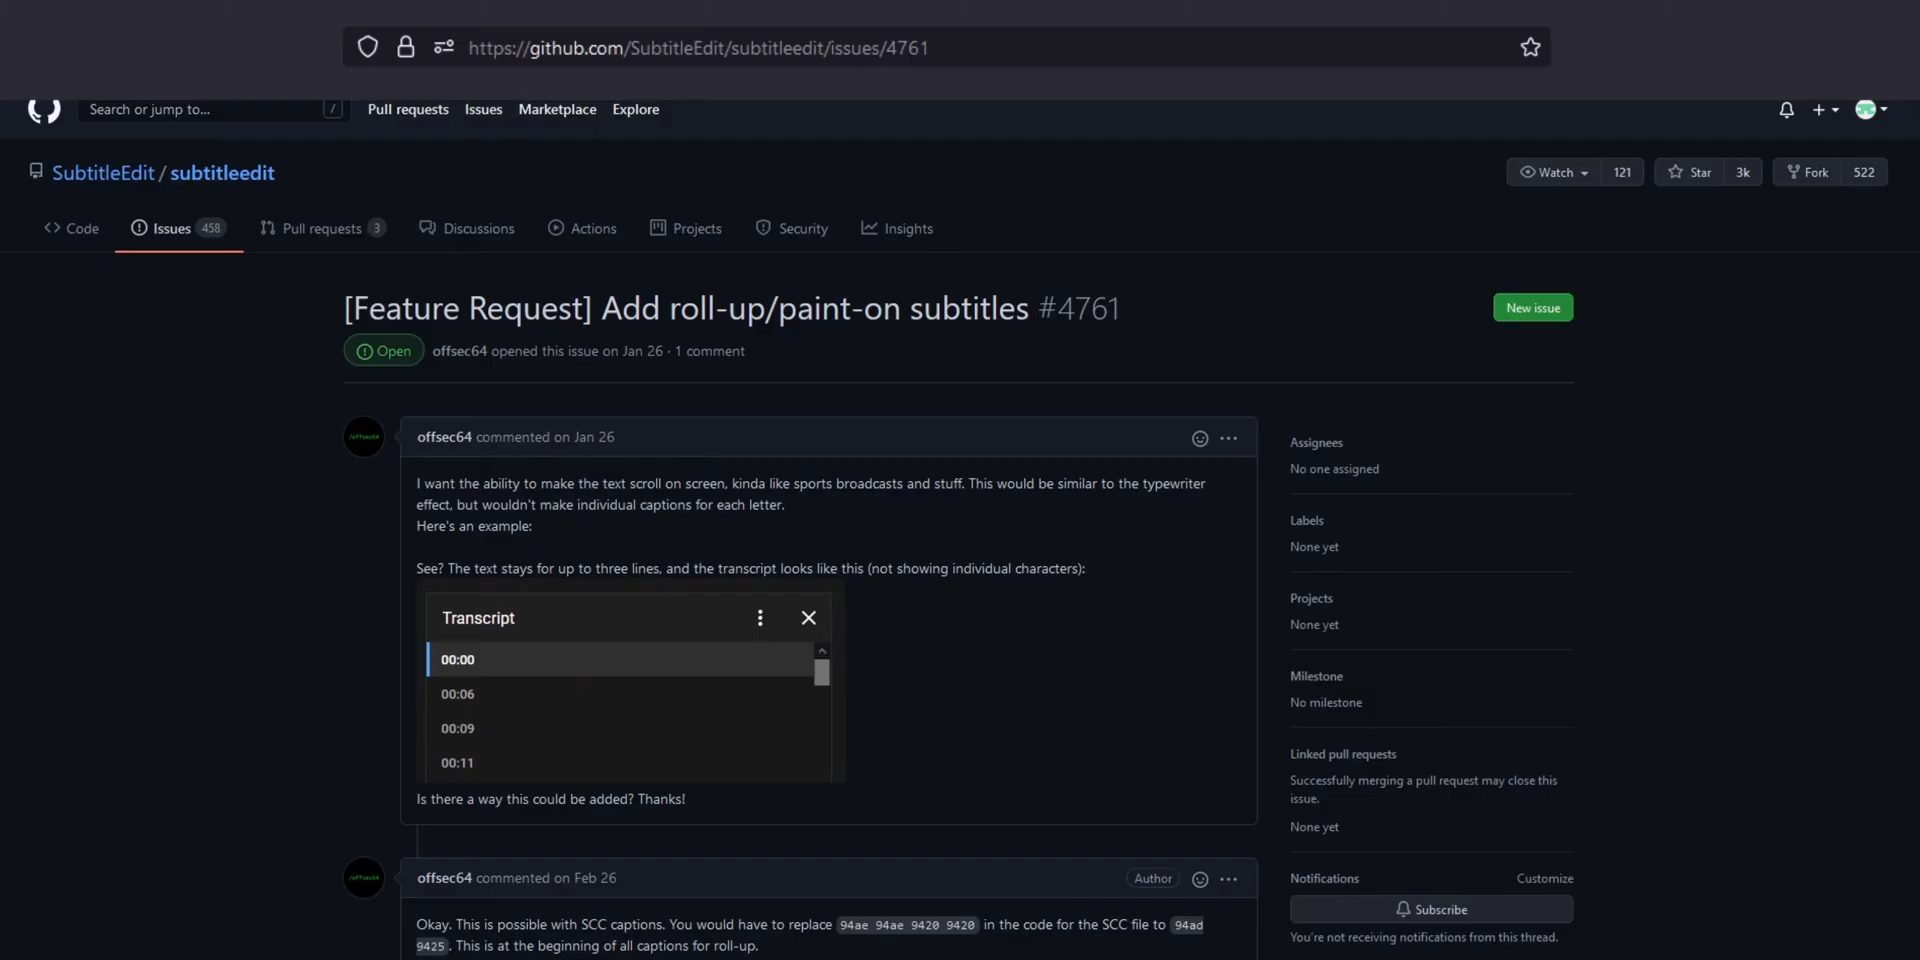 https://github.com/SubtitleEdit/subtitleedit/issues/4761
Search or jump to... /
Pull requests Issues Marketplace Explore
SubtitleEdit / subtitleedit
Watch 121 Star 3k Fork 522
Code Issues 458 Pull requests 3 Discussions Actions Projects Security Insights
[Feature Request] Add roll-up/paint-on subtitles #4761
New issue
Open offsec64 opened this issue on Jan 26 · 1 comment
/offsec64
offsec64 commented on Jan 26
I want the ability to make the text scroll on screen, kinda like sports broadcasts and stuff. This would be similar to the typewriter
effect, but wouldn't make individual captions for each letter.
Here's an example:
See? The text stays for up to three lines, and the transcript looks like this (not showing individual characters):
Transcript
00:00
00:06
00:09
00:11
Is there a way this could be added? Thanks!
/offsec64
offsec64 commented on Feb 26
Author
Okay. This is possible with SCC captions. You would have to replace 94ae 94ae 9420 9420 in the code for the SCC file to 94ad
9425. This is at the beginning of all captions for roll-up.
Assignees
No one assigned
Labels
None yet
Projects
None yet
Milestone
No milestone
Linked pull requests
Successfully merging a pull request may close this
issue.
None yet
Notifications Customize
Subscribe
You're not receiving notifications from this thread.